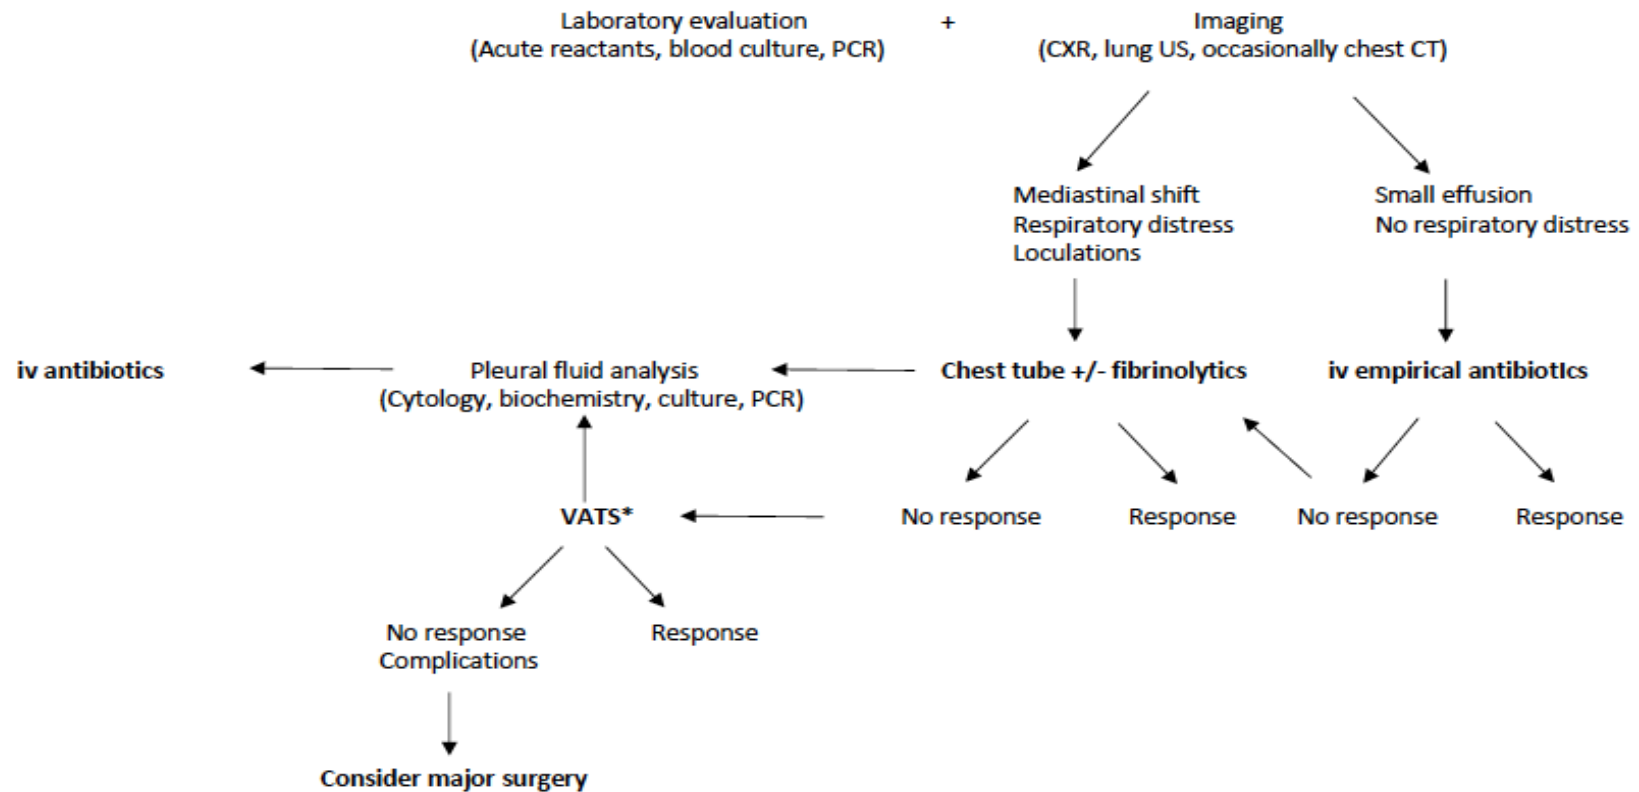 Laboratory evaluation + Imaging
(Acute reactants, blood culture, PCR) (CXR, lung US, occasionally chest CT)
Mediastinal shift Small effusion
Respiratory distress No respiratory distress
Loculations
iv antibiotics Pleural fluid analysis Chest tube +/- fibrinolytics iv empirical antibiotIcs
(Cytology, biochemistry, culture, PCR)
VATS* No response Response No response Response
No response Response
Complications
Consider major surgery